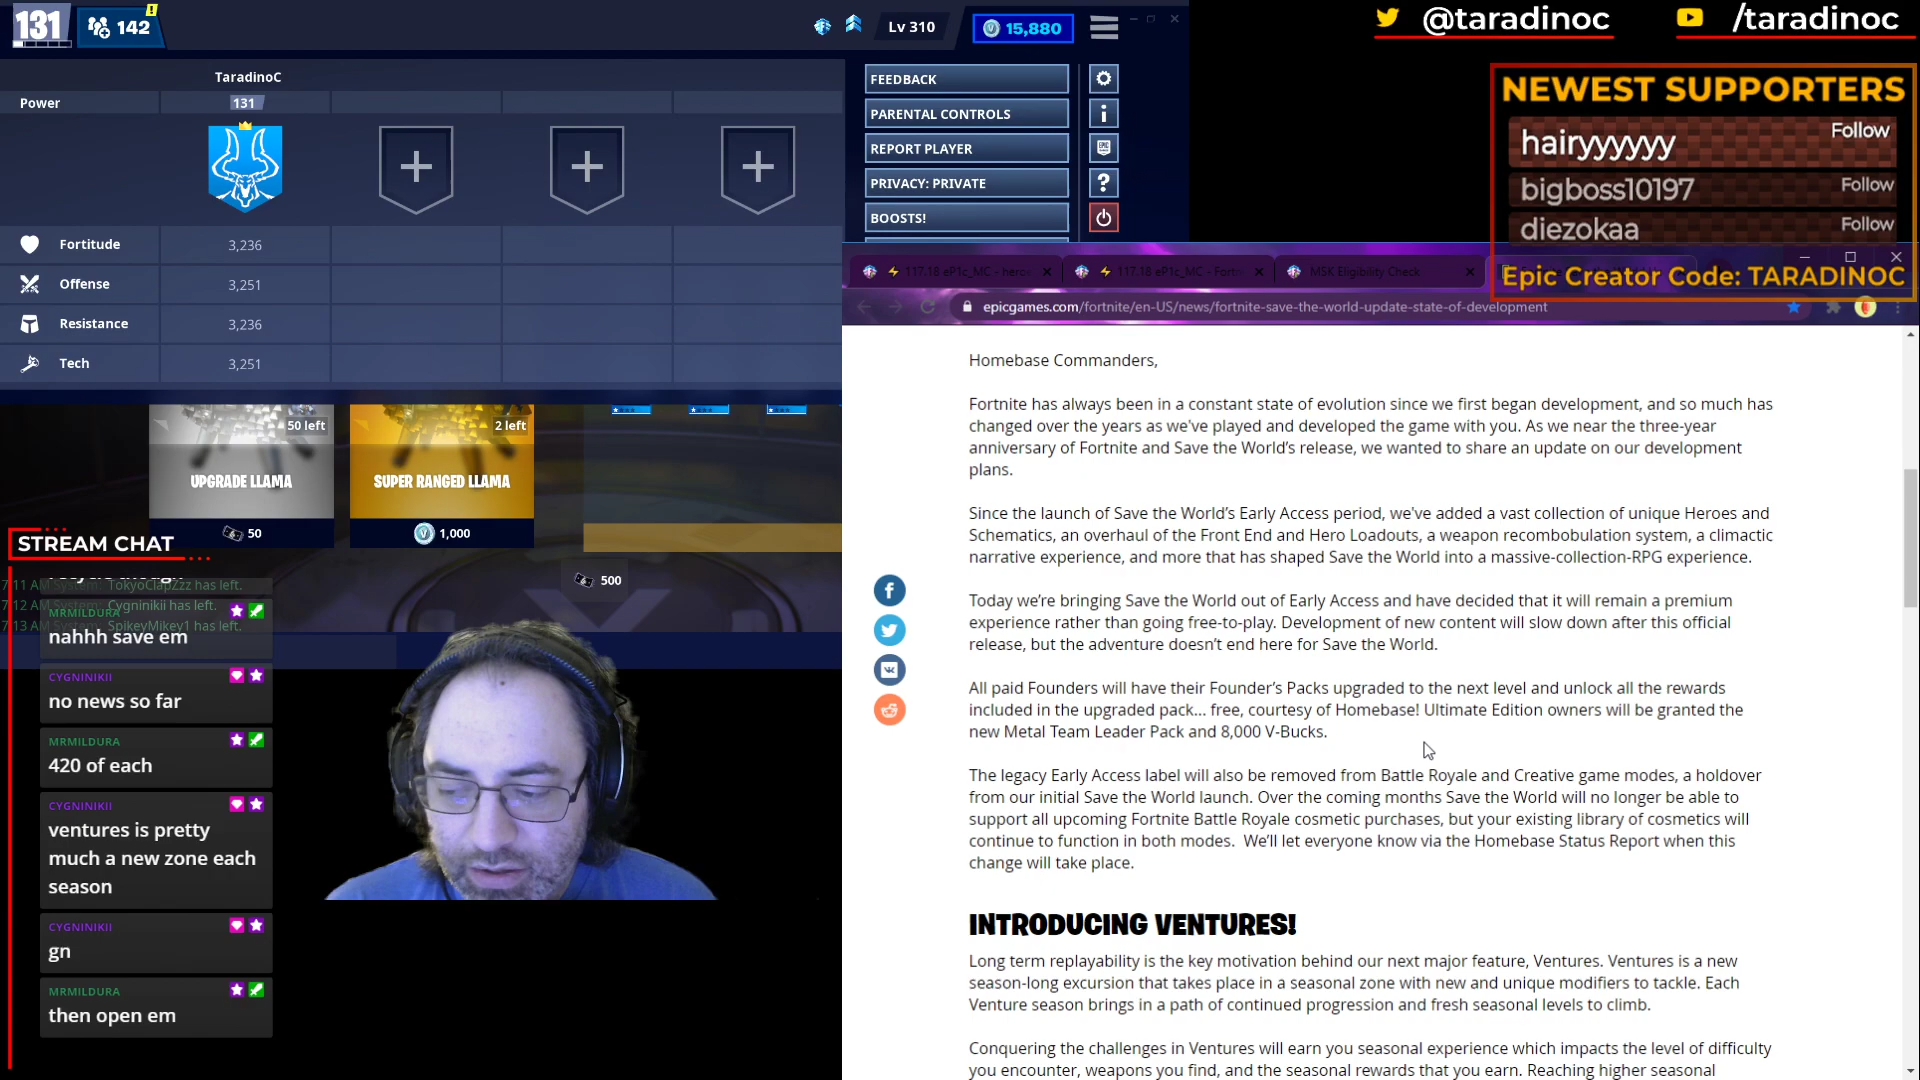 131
142
Lv 310
15,880
@taradinoc
/taradinoc
TaradinoC
Power
131
Fortitude
3,236
Offense
3,251
Resistance
3,236
Tech
3,251
FEEDBACK
PARENTAL CONTROLS
REPORT PLAYER
PRIVACY: PRIVATE
BOOSTS!
NEWEST SUPPORTERS
hairyyyyyy
Follow
bigboss10197
Follow
diezokaa
Follow
Epic Creator Code: TARADINOC
117.18 eP1c_MC - hero
117.18 eP1c_MC - Fortn
MSK Eligibility Check
epicgames.com/fortnite/en-US/news/fortnite-save-the-world-update-state-of-development
50 left
UPGRADE LLAMA
50
2 left
SUPER RANGED LLAMA
1,000
500
STREAM CHAT
7:11 AM System: TokyoClapZzz has left.
7:12 AM System: Cygninikii has left.
7:13 AM System: SpikeyMikey1 has left.
MRMILDURA
nahhh save em
CYGNINIKII
no news so far
MRMILDURA
420 of each
CYGNINIKII
ventures is pretty
much a new zone each
season
CYGNINIKII
gn
MRMILDURA
then open em
Homebase Commanders,
Fortnite has always been in a constant state of evolution since we first began development, and so much has
changed over the years as we've played and developed the game with you. As we near the three-year
anniversary of Fortnite and Save the World's release, we wanted to share an update on our development
plans.
Since the launch of Save the World's Early Access period, we've added a vast collection of unique Heroes and
Schematics, an overhaul of the Front End and Hero Loadouts, a weapon recombobulation system, a climactic
narrative experience, and more that has shaped Save the World into a massive-collection-RPG experience.
Today we're bringing Save the World out of Early Access and have decided that it will remain a premium
experience rather than going free-to-play. Development of new content will slow down after this official
release, but the adventure doesn't end here for Save the World.
All paid Founders will have their Founder's Packs upgraded to the next level and unlock all the rewards
included in the upgraded pack... free, courtesy of Homebase! Ultimate Edition owners will be granted the
new Metal Team Leader Pack and 8,000 V-Bucks.
The legacy Early Access label will also be removed from Battle Royale and Creative game modes, a holdover
from our initial Save the World launch. Over the coming months Save the World will no longer be able to
support all upcoming Fortnite Battle Royale cosmetic purchases, but your existing library of cosmetics will
continue to function in both modes. We'll let everyone know via the Homebase Status Report when this
change will take place.
INTRODUCING VENTURES!
Long term replayability is the key motivation behind our next major feature, Ventures. Ventures is a new
season-long excursion that takes place in a seasonal zone with new and unique modifiers to tackle. Each
Venture season brings in a path of continued progression and fresh seasonal levels to climb.
Conquering the challenges in Ventures will earn you seasonal experience which impacts the level of difficulty
you encounter, weapons you find, and the seasonal rewards that you earn. Reaching higher seasonal